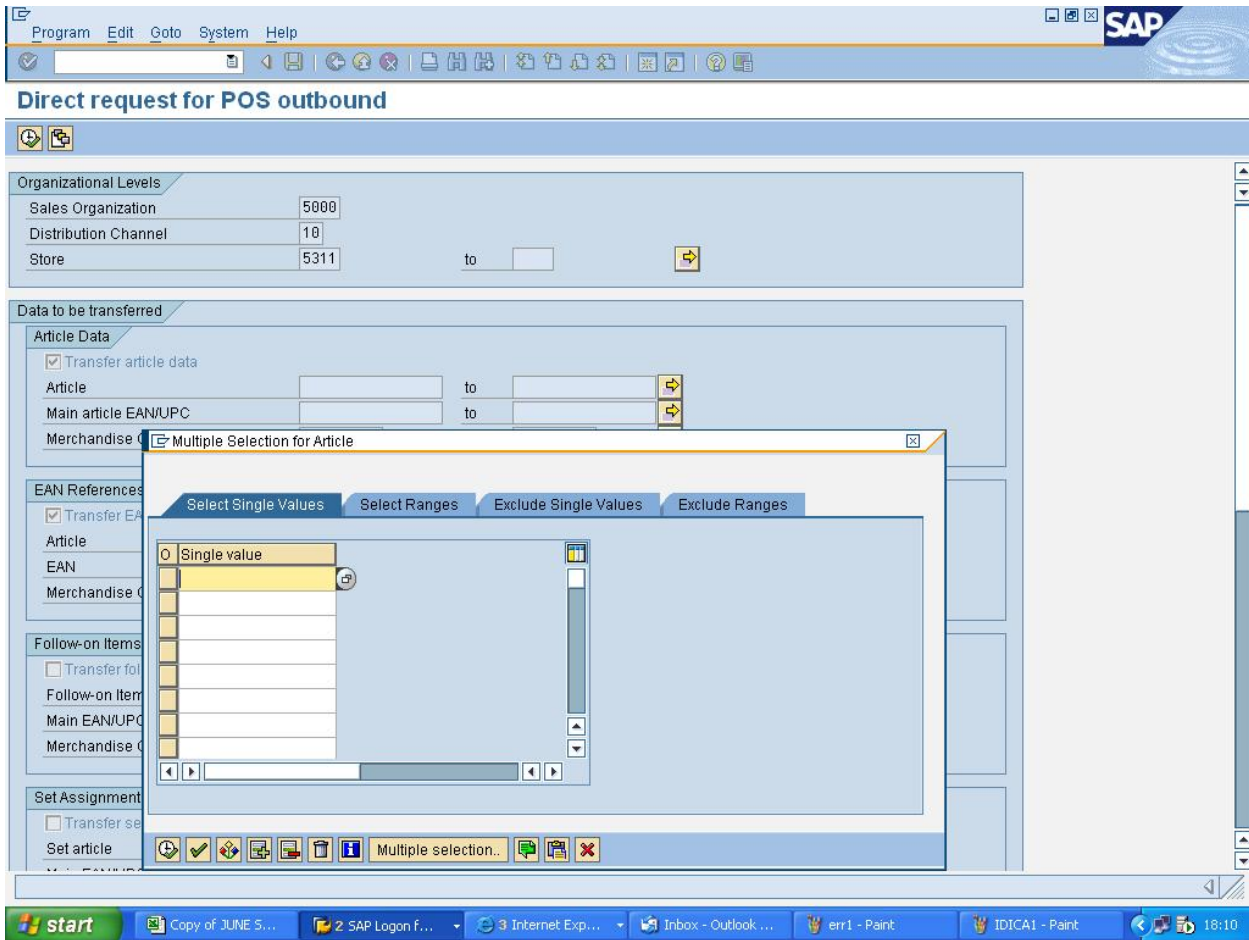 Program Edit Goto System Help
SAP
Direct request for POS outbound
Organizational Levels
Sales Organization 5000
Distribution Channel 10
Store 5311 to
Data to be transferred
Article Data
Transfer article data
Article to
Main article EAN/UPC to
Merchandise
Multiple Selection for Article
EAN References
Select Single Values Select Ranges Exclude Single Values Exclude Ranges
Transfer EA
Article
O Single value
EAN
Merchandise
Follow-on Items
Transfer fol
Follow-on Item
Main EAN/UPC
Merchandise
Set Assignment
Transfer se
Set article
Multiple selection..
start Copy of JUNE S... 2 SAP Logon f... 3 Internet Exp... Inbox - Outlook ... err1 - Paint IDICA1 - Paint 18:10